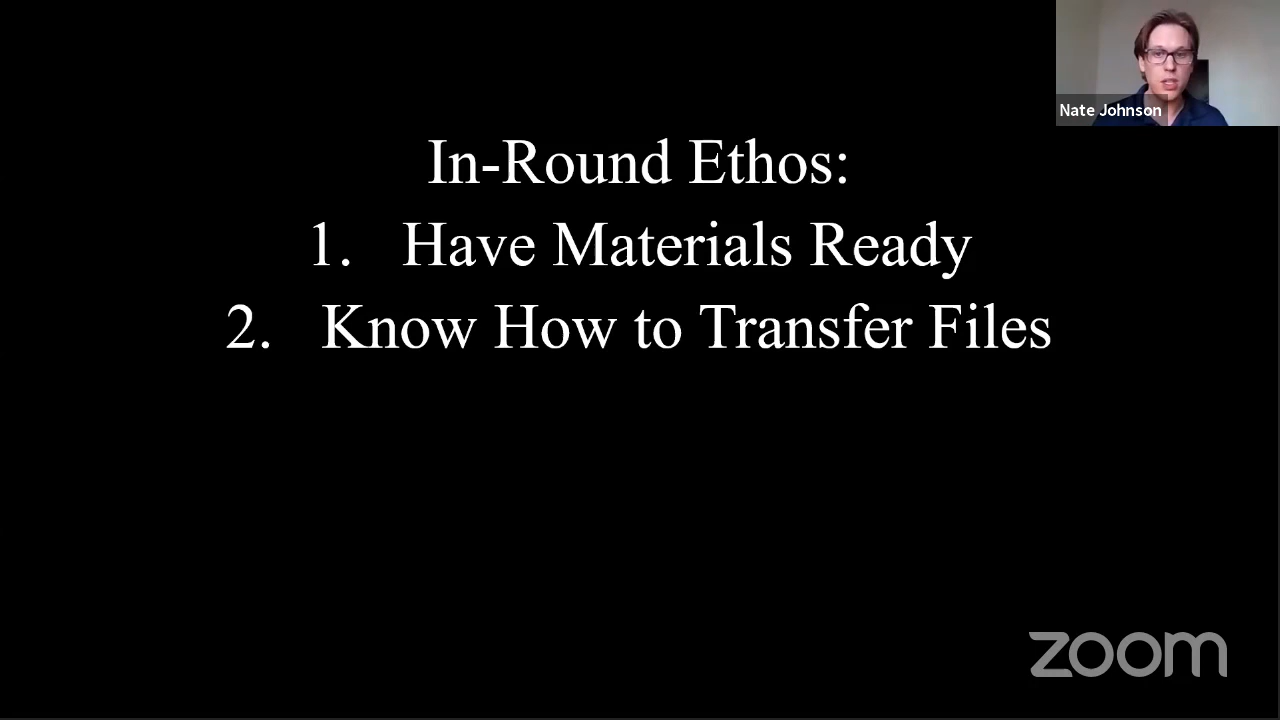 Nate Johnson
In-Round Ethos:
1. Have Materials Ready
2. Know How to Transfer Files
zoom